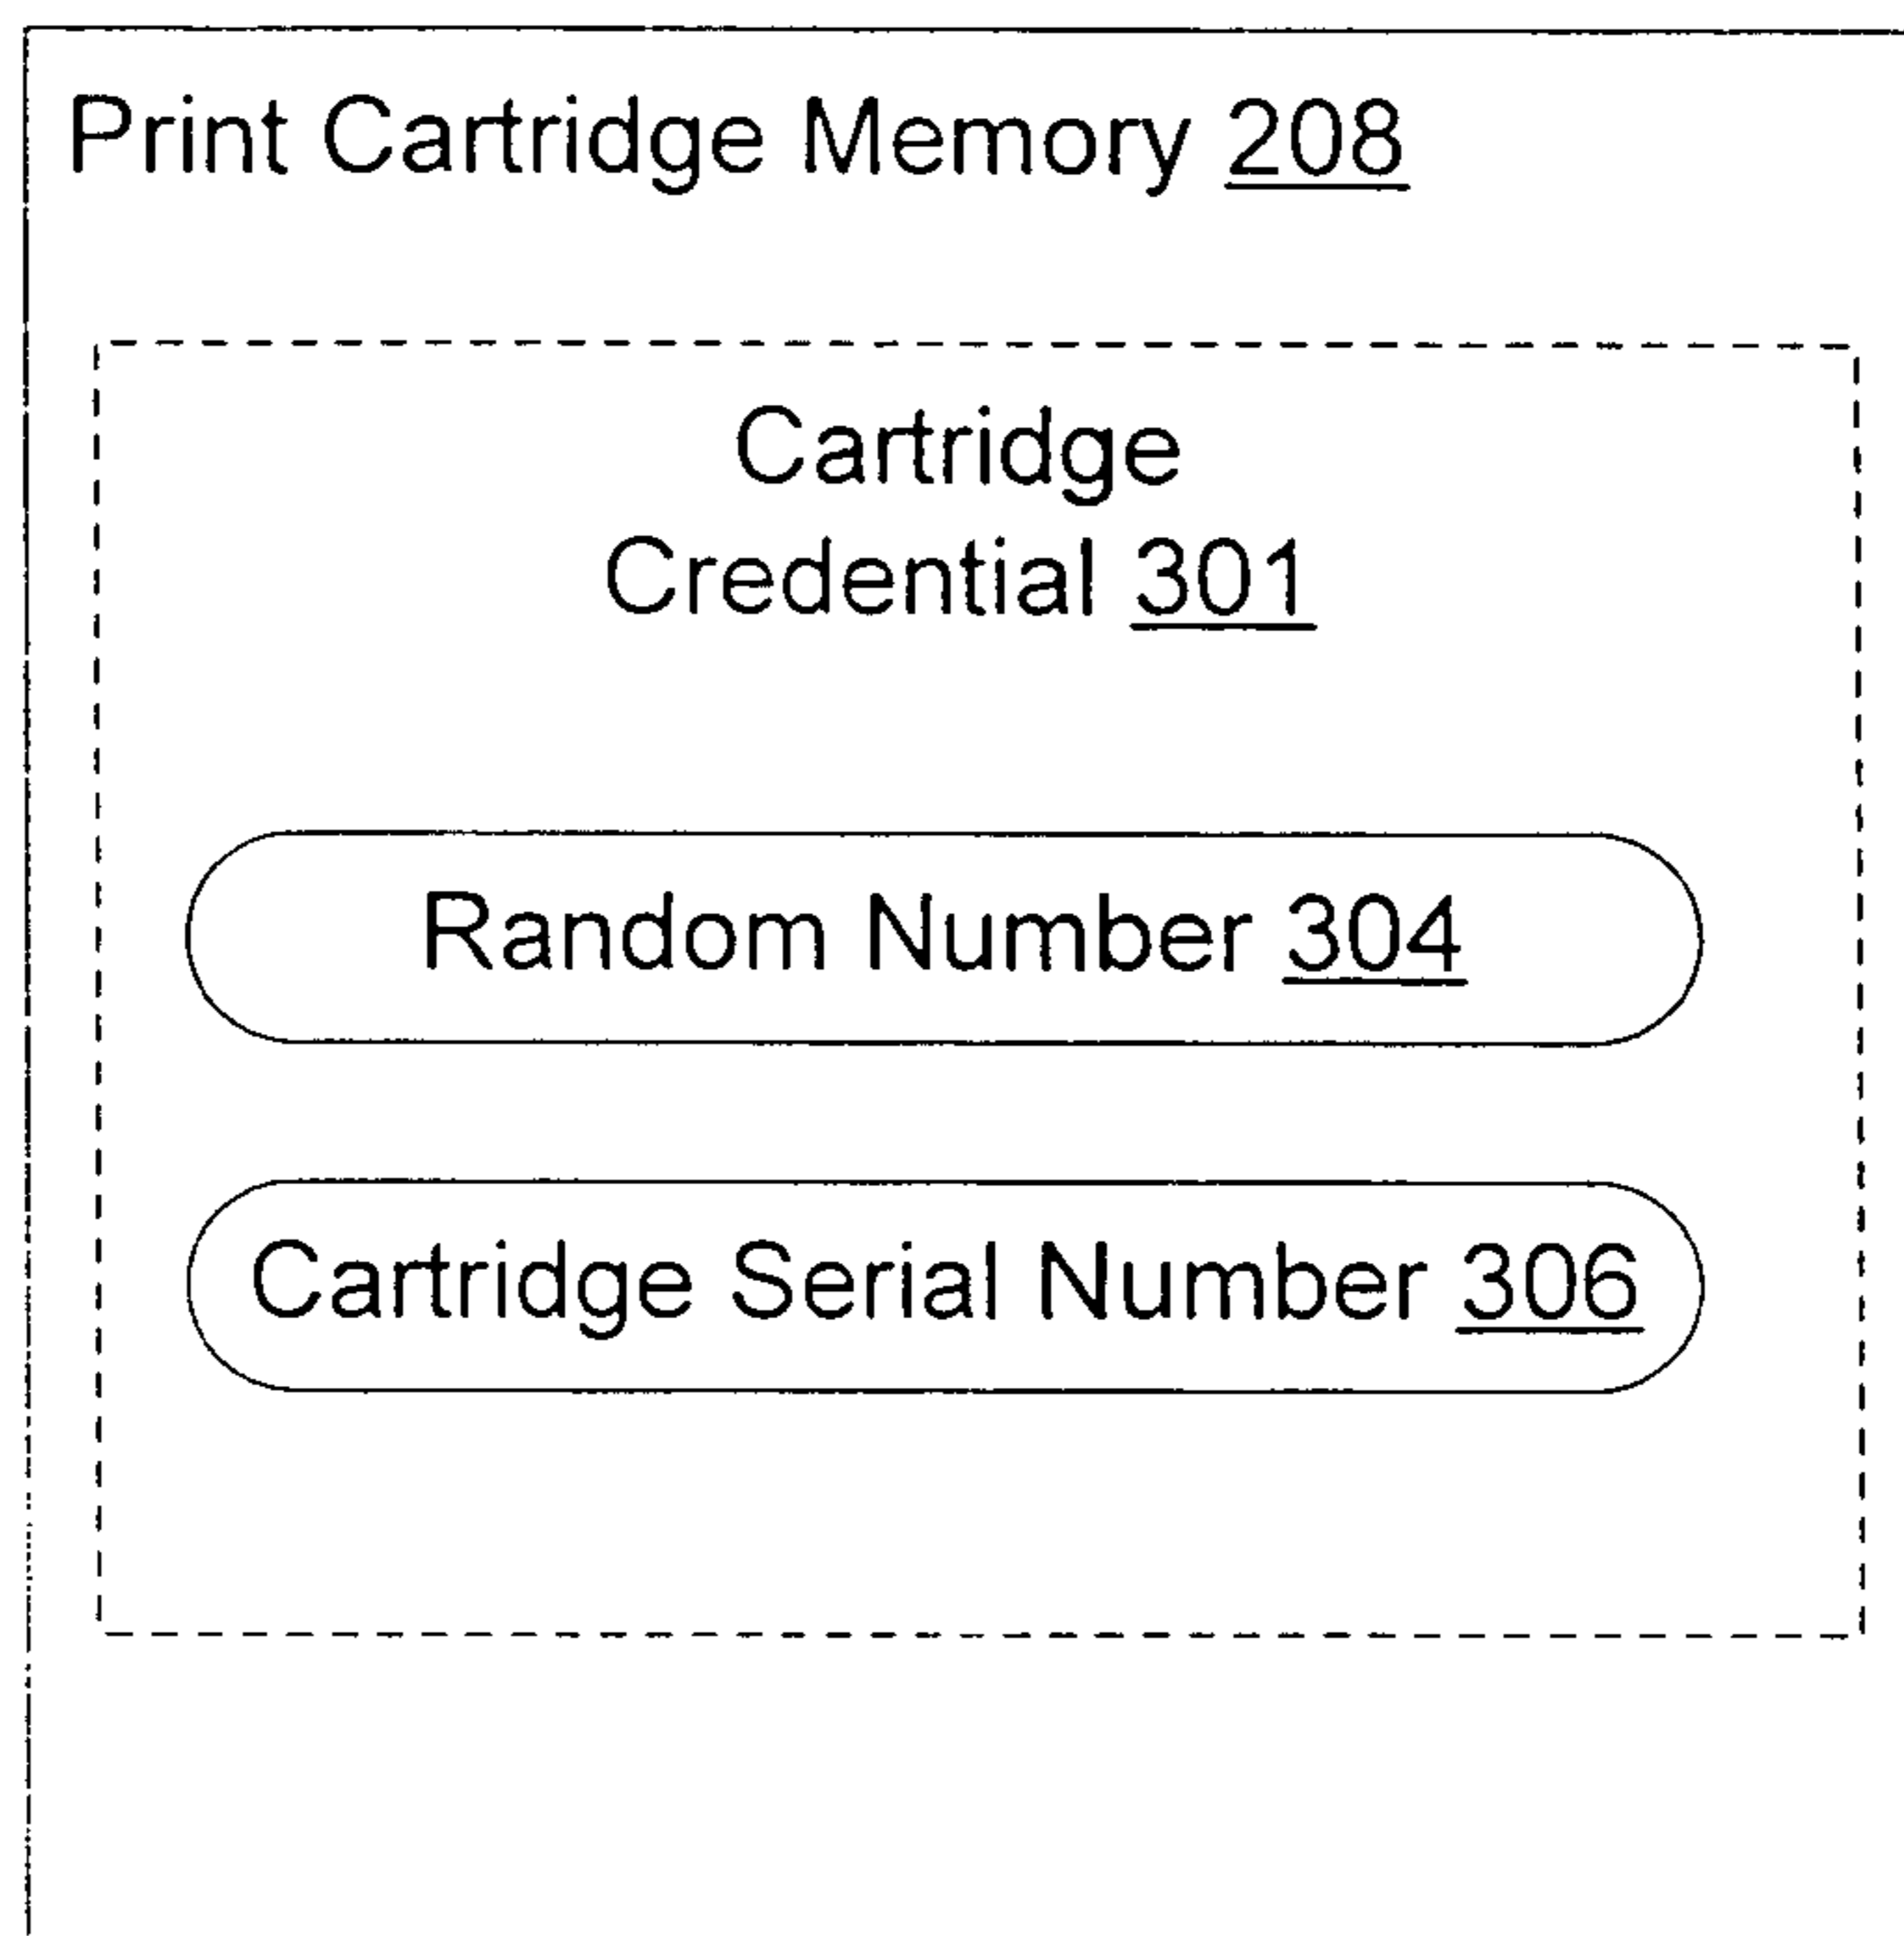 Print Cartridge Memory 208
Cartridge
Credential 301
Random Number 304
Cartridge Serial Number 306